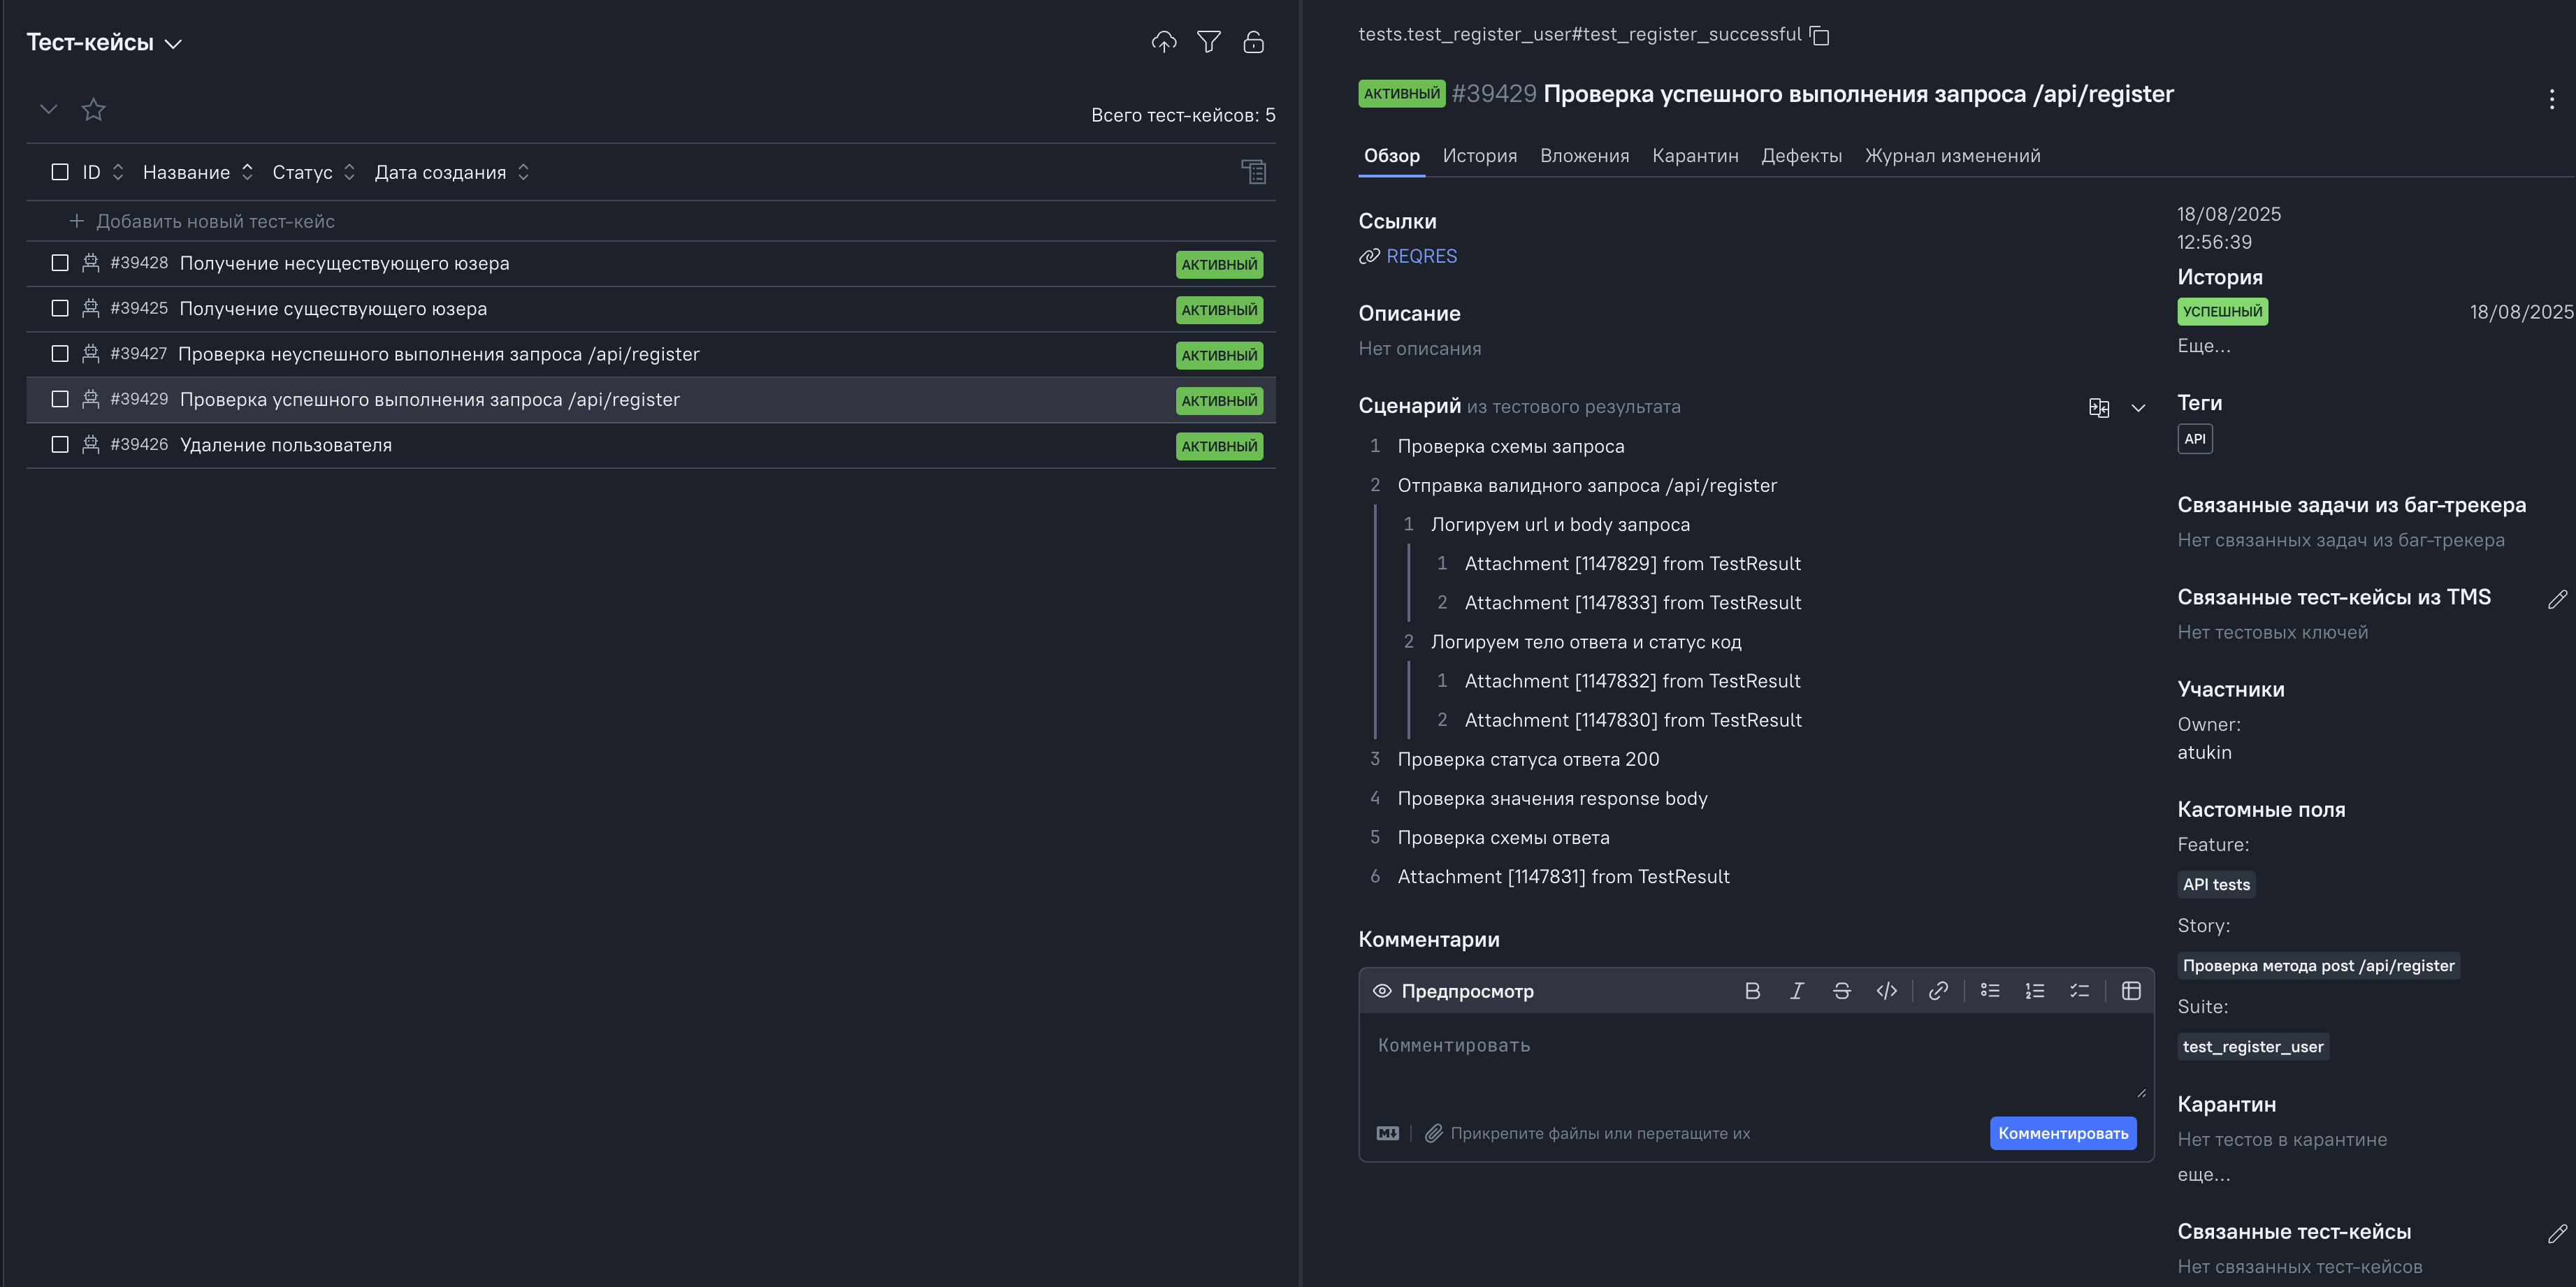 Тест-кейсы
Всего тест-кейсов: 5
ID Название Статус Дата создания
Добавить новый тест-кейс
#39428 Получение несуществующего юзера АКТИВНЫЙ
#39425 Получение существующего юзера АКТИВНЫЙ
#39427 Проверка неуспешного выполнения запроса /api/register АКТИВНЫЙ
#39429 Проверка успешного выполнения запроса /api/register АКТИВНЫЙ
#39426 Удаление пользователя АКТИВНЫЙ
tests.test_register_user#test_register_successful
АКТИВНЫЙ #39429 Проверка успешного выполнения запроса /api/register
Обзор История Вложения Карантин Дефекты Журнал изменений
Ссылки
REQRES
Описание
Нет описания
Сценарий из тестового результата
1 Проверка схемы запроса
2 Отправка валидного запроса /api/register
1 Логируем url и body запроса
1 Attachment [1147829] from TestResult
2 Attachment [1147833] from TestResult
2 Логируем тело ответа и статус код
1 Attachment [1147832] from TestResult
2 Attachment [1147830] from TestResult
3 Проверка статуса ответа 200
4 Проверка значения response body
5 Проверка схемы ответа
6 Attachment [1147831] from TestResult
Комментарии
Предпросмотр
Комментировать
Прикрепите файлы или перетащите их
Комментировать
18/08/2025
12:56:39
История
УСПЕШНЫЙ 18/08/2025
Еще...
Теги
API
Связанные задачи из баг-трекера
Нет связанных задач из баг-трекера
Связанные тест-кейсы из TMS
Нет тестовых ключей
Участники
Owner:
atukin
Кастомные поля
Feature:
API tests
Story:
Проверка метода post /api/register
Suite:
test_register_user
Карантин
Нет тестов в карантине
еще...
Связанные тест-кейсы
Нет связанных тест-кейсов